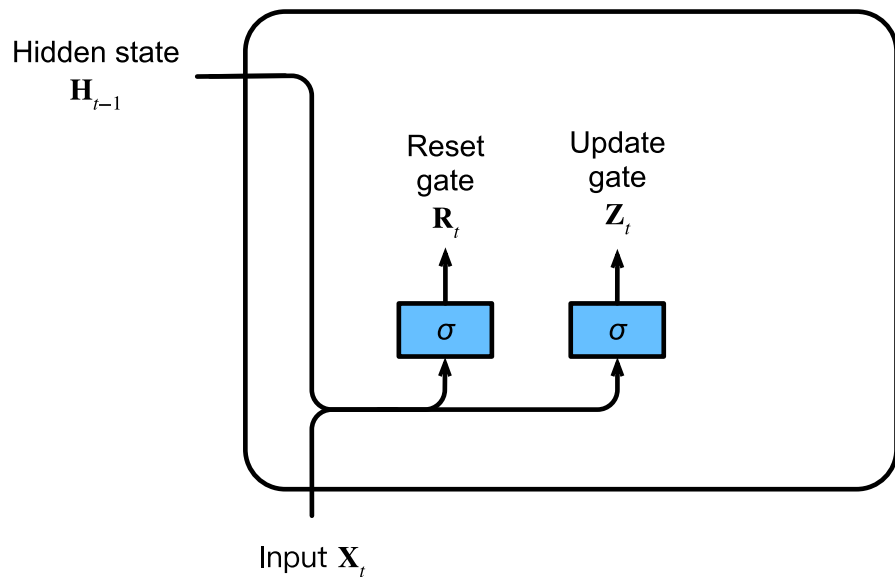 Hidden state
H_{t−1}
Reset
gate
R_t
Update
gate
Z_t
σ
σ
Input X_t